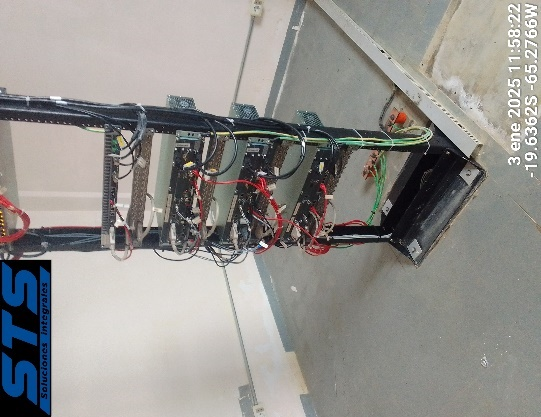 3 ene 2025 11:58:22
-19.6362S -65.2766W
STS
Soluciones Integrales